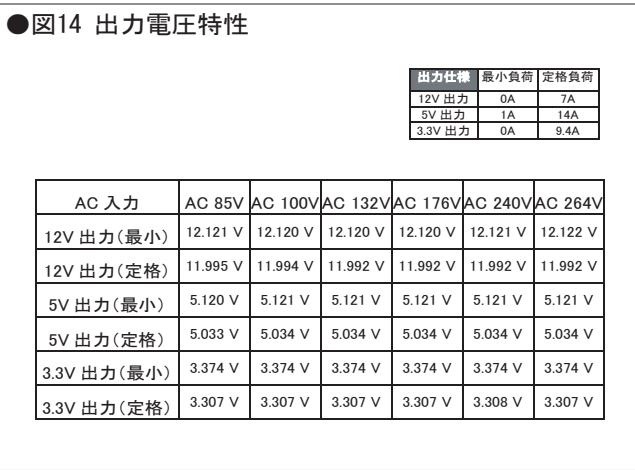 ●図14 出力電圧特性
出力仕様 最小負荷 定格負荷
12V 出力 0A 7A
5V 出力 1A 14A
3.3V 出力 0A 9.4A
AC 入力 AC 85V AC 100V AC 132V AC 176V AC 240V AC 264V
12V 出力(最小) 12.121 V 12.120 V 12.120 V 12.120 V 12.121 V 12.122 V
12V 出力(定格) 11.995 V 11.994 V 11.992 V 11.992 V 11.992 V 11.992 V
5V 出力(最小) 5.120 V 5.121 V 5.121 V 5.121 V 5.121 V 5.121 V
5V 出力(定格) 5.033 V 5.034 V 5.034 V 5.034 V 5.034 V 5.034 V
3.3V 出力(最小) 3.374 V 3.374 V 3.374 V 3.374 V 3.374 V 3.374 V
3.3V 出力(定格) 3.307 V 3.307 V 3.307 V 3.307 V 3.308 V 3.307 V